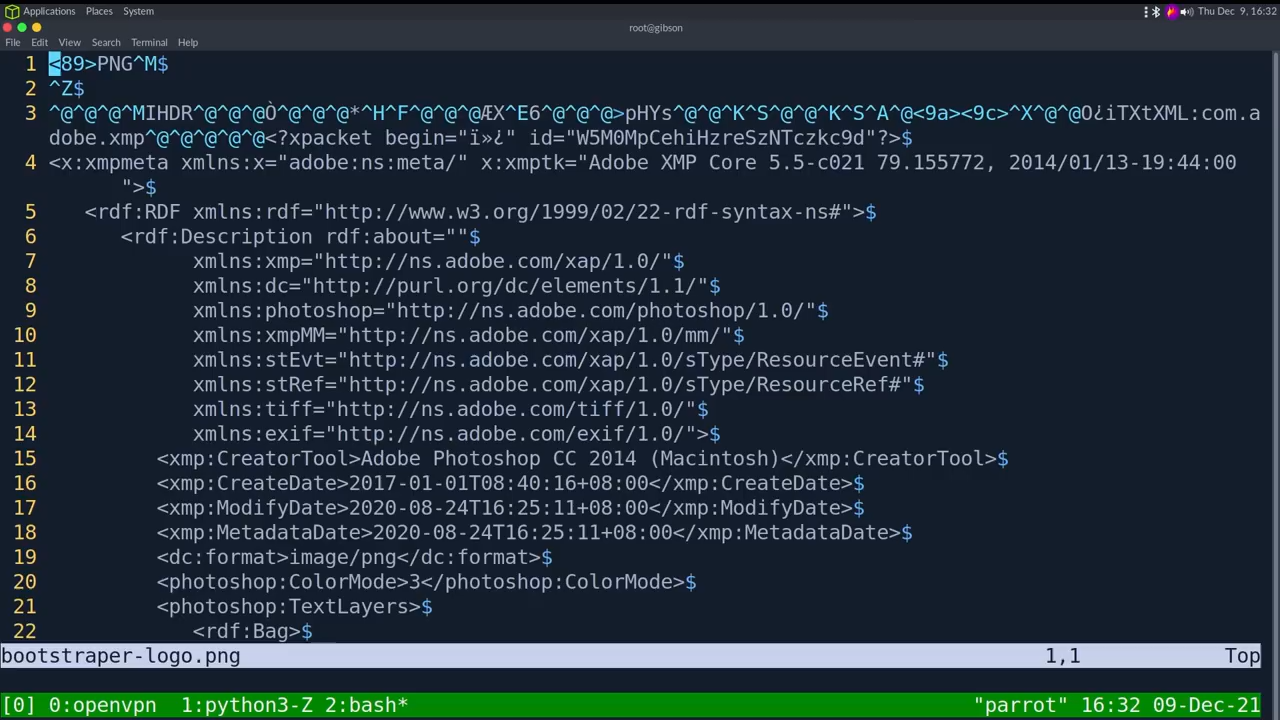 Applications Places System Thu Dec 9, 16:32
root@gibson
File Edit View Search Terminal Help
1 <89>PNG^M$
2 ^Z$
3 ^@^@^@^MIHDR^@^@^@Ò^@^@^@*^H^F^@^@^@ÆX^E6^@^@^@>pHYs^@^@^K^S^@^@^K^S^A^@<9a><9c>^X^@^@O¿iTXtXML:com.a
dobe.xmp^@^@^@^@^@<?xpacket begin="ï»¿" id="W5M0MpCehiHzreSzNTczkc9d"?>$
4 <x:xmpmeta xmlns:x="adobe:ns:meta/" x:xmptk="Adobe XMP Core 5.5-c021 79.155772, 2014/01/13-19:44:00
">$
5 <rdf:RDF xmlns:rdf="http://www.w3.org/1999/02/22-rdf-syntax-ns#">$
6 <rdf:Description rdf:about=""$
7 xmlns:xmp="http://ns.adobe.com/xap/1.0/"$
8 xmlns:dc="http://purl.org/dc/elements/1.1/"$
9 xmlns:photoshop="http://ns.adobe.com/photoshop/1.0/"$
10 xmlns:xmpMM="http://ns.adobe.com/xap/1.0/mm/"$
11 xmlns:stEvt="http://ns.adobe.com/xap/1.0/sType/ResourceEvent#"$
12 xmlns:stRef="http://ns.adobe.com/xap/1.0/sType/ResourceRef#"$
13 xmlns:tiff="http://ns.adobe.com/tiff/1.0/"$
14 xmlns:exif="http://ns.adobe.com/exif/1.0/">$
15 <xmp:CreatorTool>Adobe Photoshop CC 2014 (Macintosh)</xmp:CreatorTool>$
16 <xmp:CreateDate>2017-01-01T08:40:16+08:00</xmp:CreateDate>$
17 <xmp:ModifyDate>2020-08-24T16:25:11+08:00</xmp:ModifyDate>$
18 <xmp:MetadataDate>2020-08-24T16:25:11+08:00</xmp:MetadataDate>$
19 <dc:format>image/png</dc:format>$
20 <photoshop:ColorMode>3</photoshop:ColorMode>$
21 <photoshop:TextLayers>$
22 <rdf:Bag>$
bootstraper-logo.png 1,1 Top
[0] 0:openvpn 1:python3-Z 2:bash* "parrot" 16:32 09-Dec-21